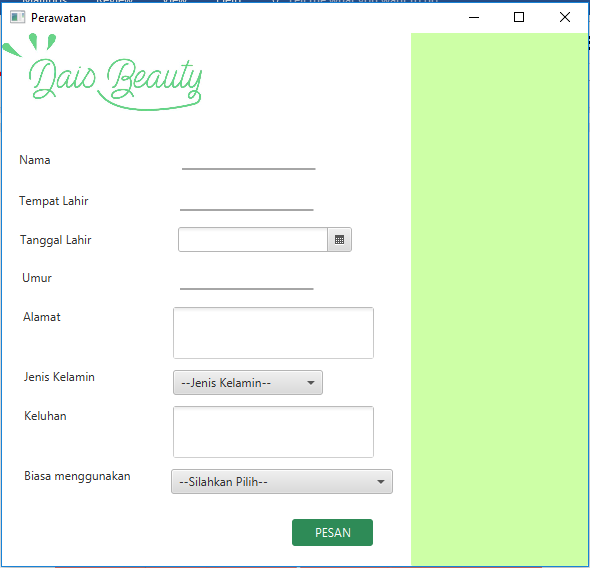 Perawatan
Dais Beauty
Nama
Tempat Lahir
Tanggal Lahir
Umur
Alamat
Jenis Kelamin
--Jenis Kelamin--
Keluhan
Biasa menggunakan
--Silahkan Pilih--
PESAN